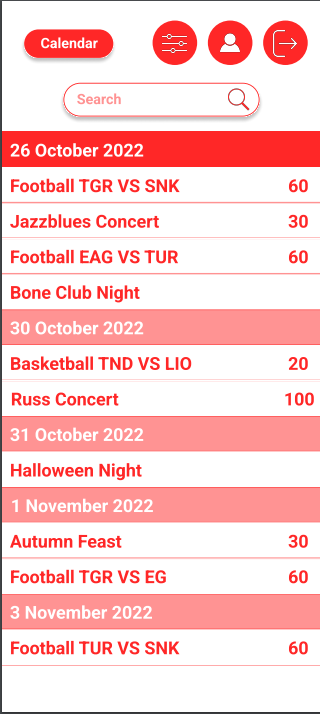 Calendar
Search
26 October 2022
Football TGR VS SNK 60
Jazzblues Concert 30
Football EAG VS TUR 60
Bone Club Night
30 October 2022
Basketball TND VS LIO 20
Russ Concert 100
31 October 2022
Halloween Night
1 November 2022
Autumn Feast 30
Football TGR VS EG 60
3 November 2022
Football TUR VS SNK 60